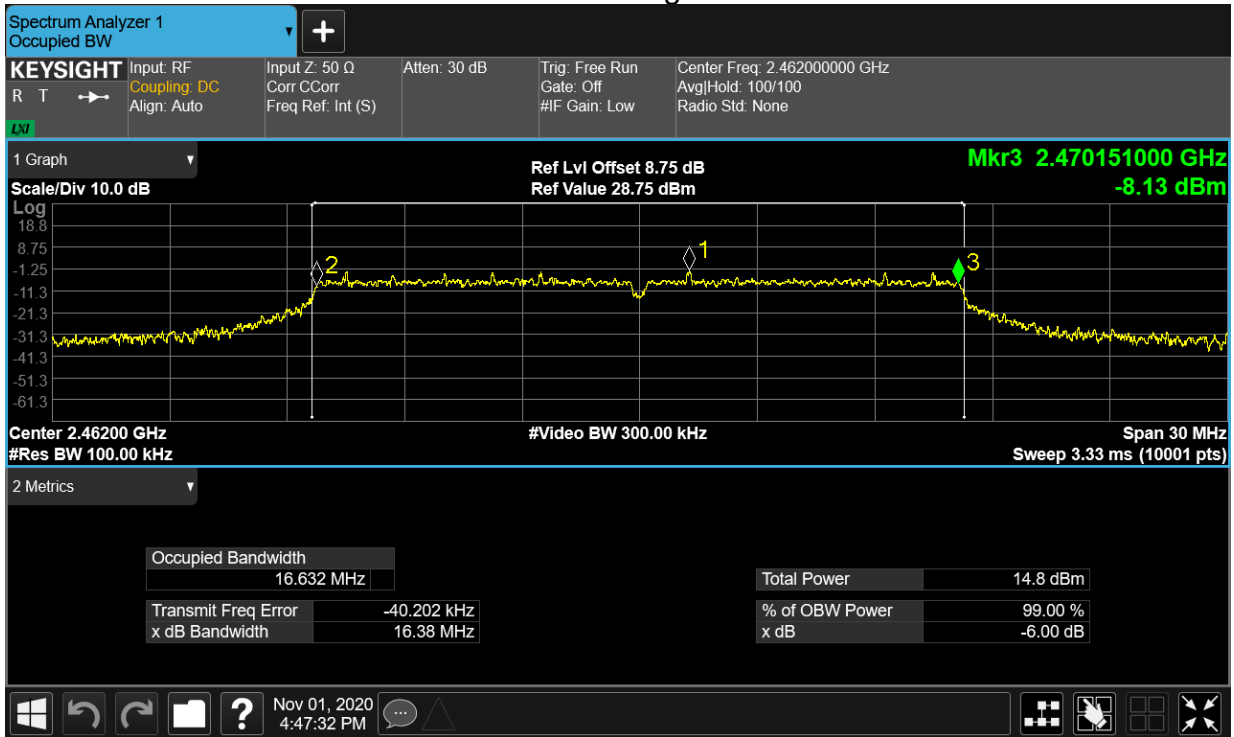 Spectrum Analyzer 1
Occupied BW
+
KEYSIGHT
R T
LXI
Input: RF
Coupling: DC
Align: Auto
Input Z: 50 Ω
Corr CCorr
Freq Ref: Int (S)
Atten: 30 dB
Trig: Free Run
Gate: Off
#IF Gain: Low
Center Freq: 2.462000000 GHz
Avg|Hold: 100/100
Radio Std: None
1 Graph
Scale/Div 10.0 dB
Ref Lvl Offset 8.75 dB
Ref Value 28.75 dBm
Mkr3 2.470151000 GHz
-8.13 dBm
Log
18.8
8.75
-1.25
-11.3
-21.3
-31.3
-41.3
-51.3
-61.3
2
1
3
Center 2.46200 GHz
#Res BW 100.00 kHz
#Video BW 300.00 kHz
Span 30 MHz
Sweep 3.33 ms (10001 pts)
2 Metrics
Occupied Bandwidth
16.632 MHz
Transmit Freq Error -40.202 kHz
x dB Bandwidth 16.38 MHz
Total Power 14.8 dBm
% of OBW Power 99.00 %
x dB -6.00 dB
?
Nov 01, 2020
4:47:32 PM